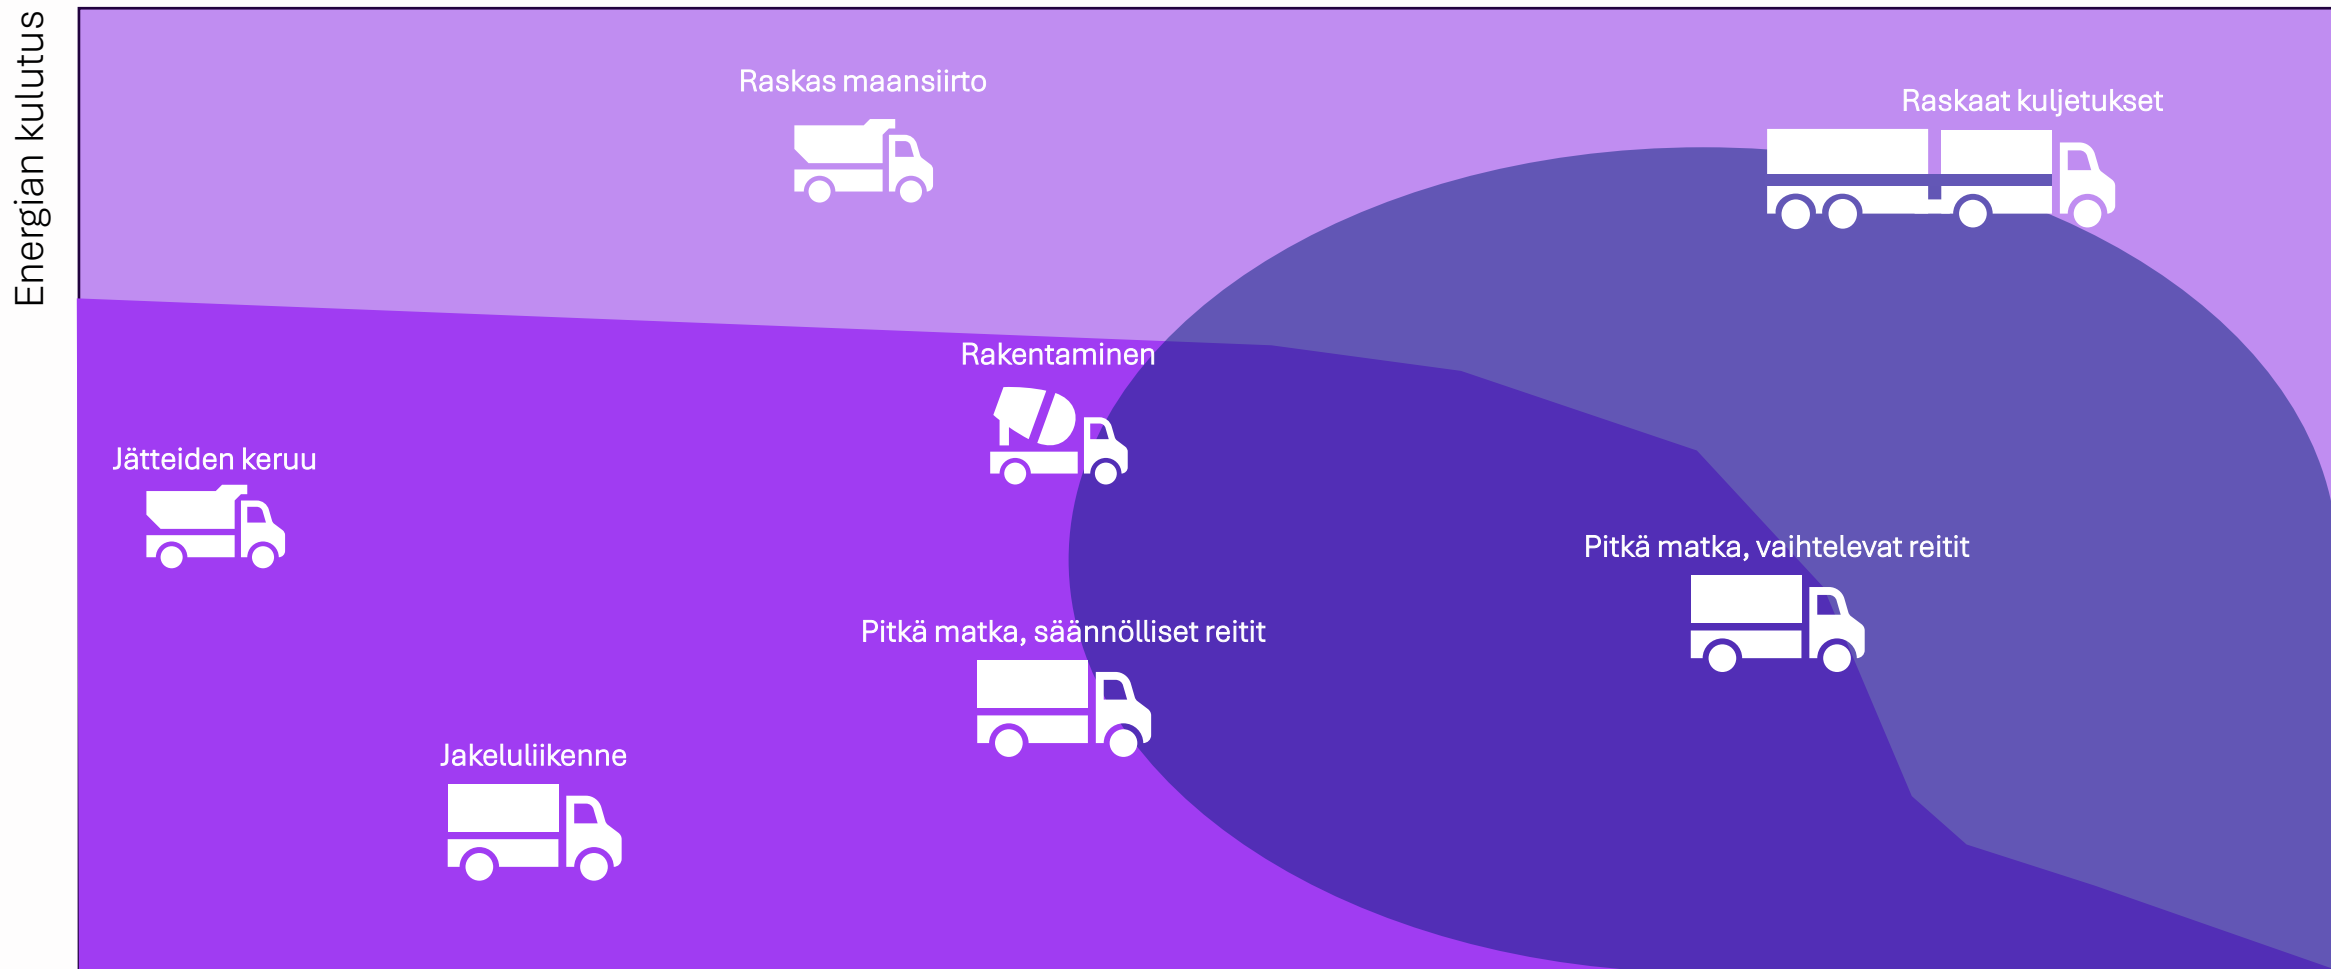 Energian kulutus
Raskas maansiirto
Raskaat kuljetukset
Rakentaminen
Jätteiden keruu
Pitkä matka, vaihtelevat reitit
Pitkä matka, säännölliset reitit
Jakeluliikenne